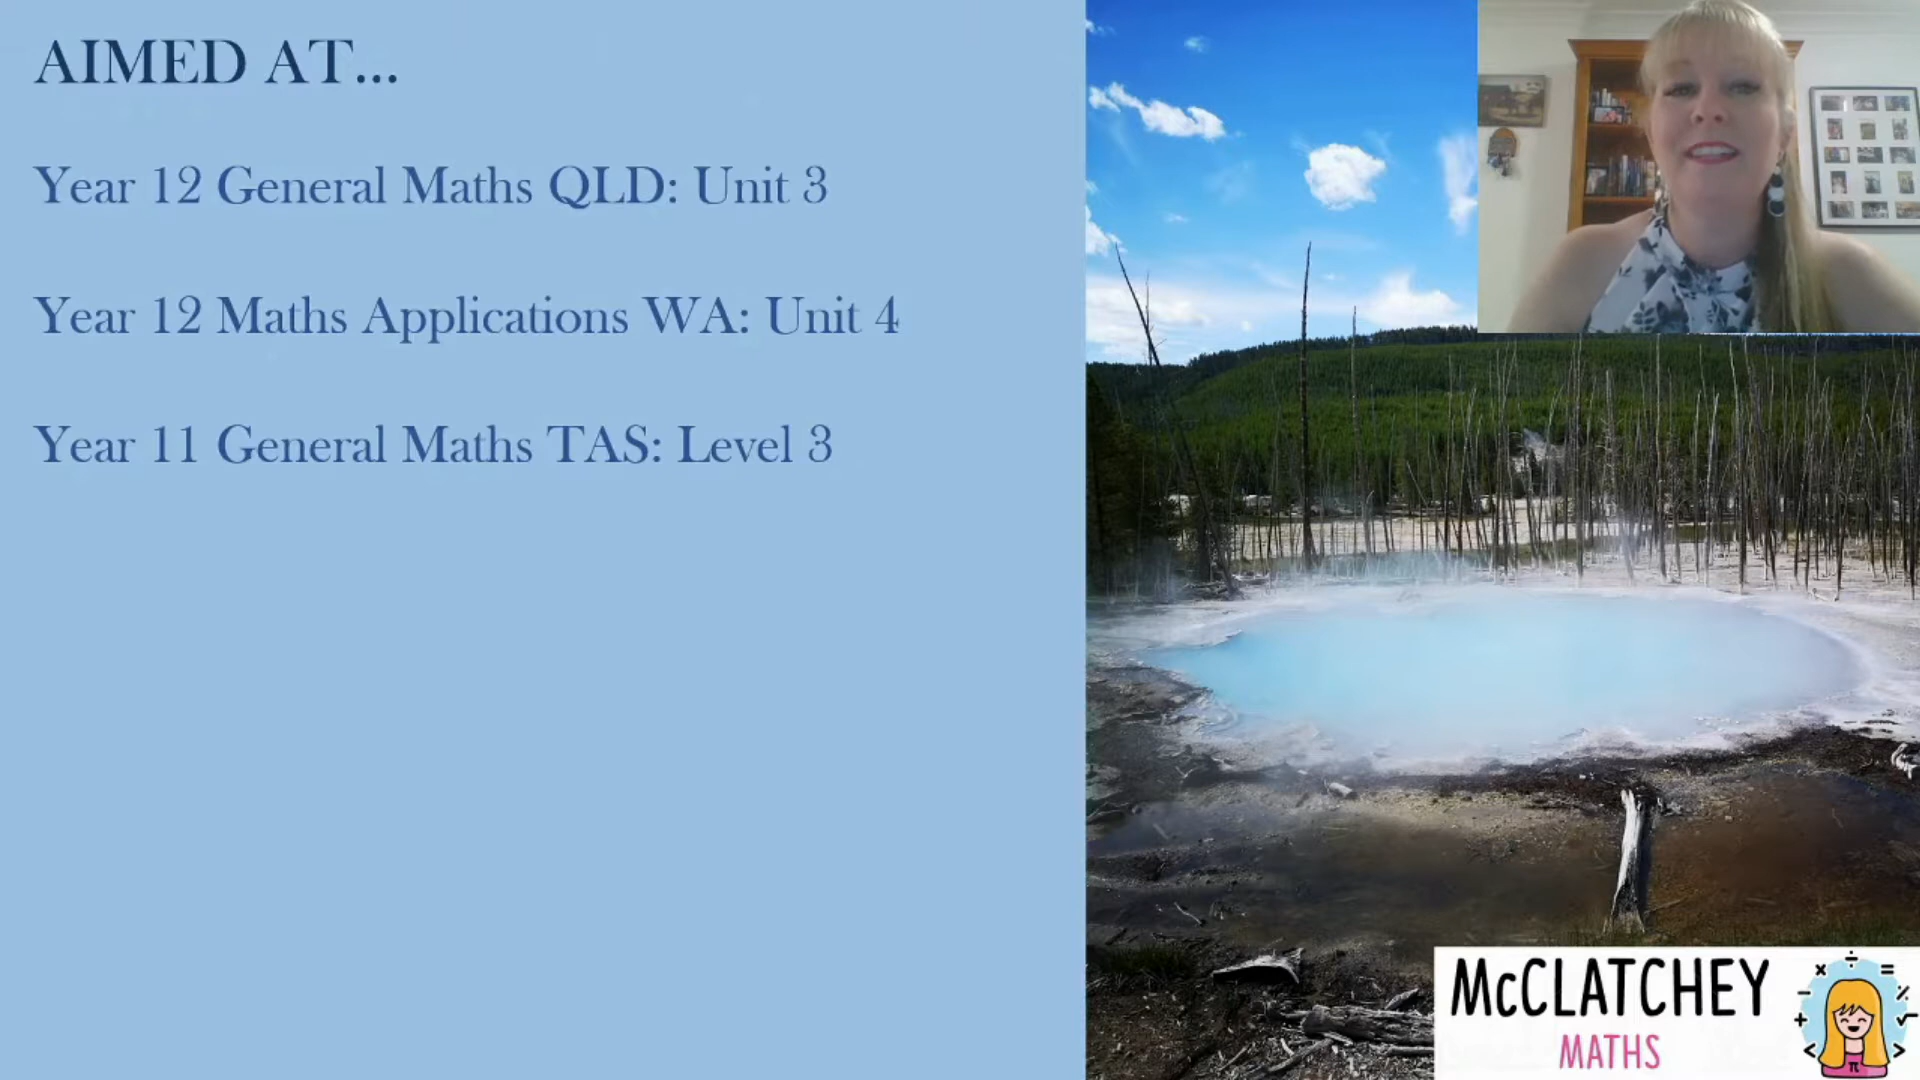 AIMED AT...
Year 12 General Maths QLD: Unit 3
Year 12 Maths Applications WA: Unit 4
Year 11 General Maths TAS: Level 3
McCLATCHEY
MATHS